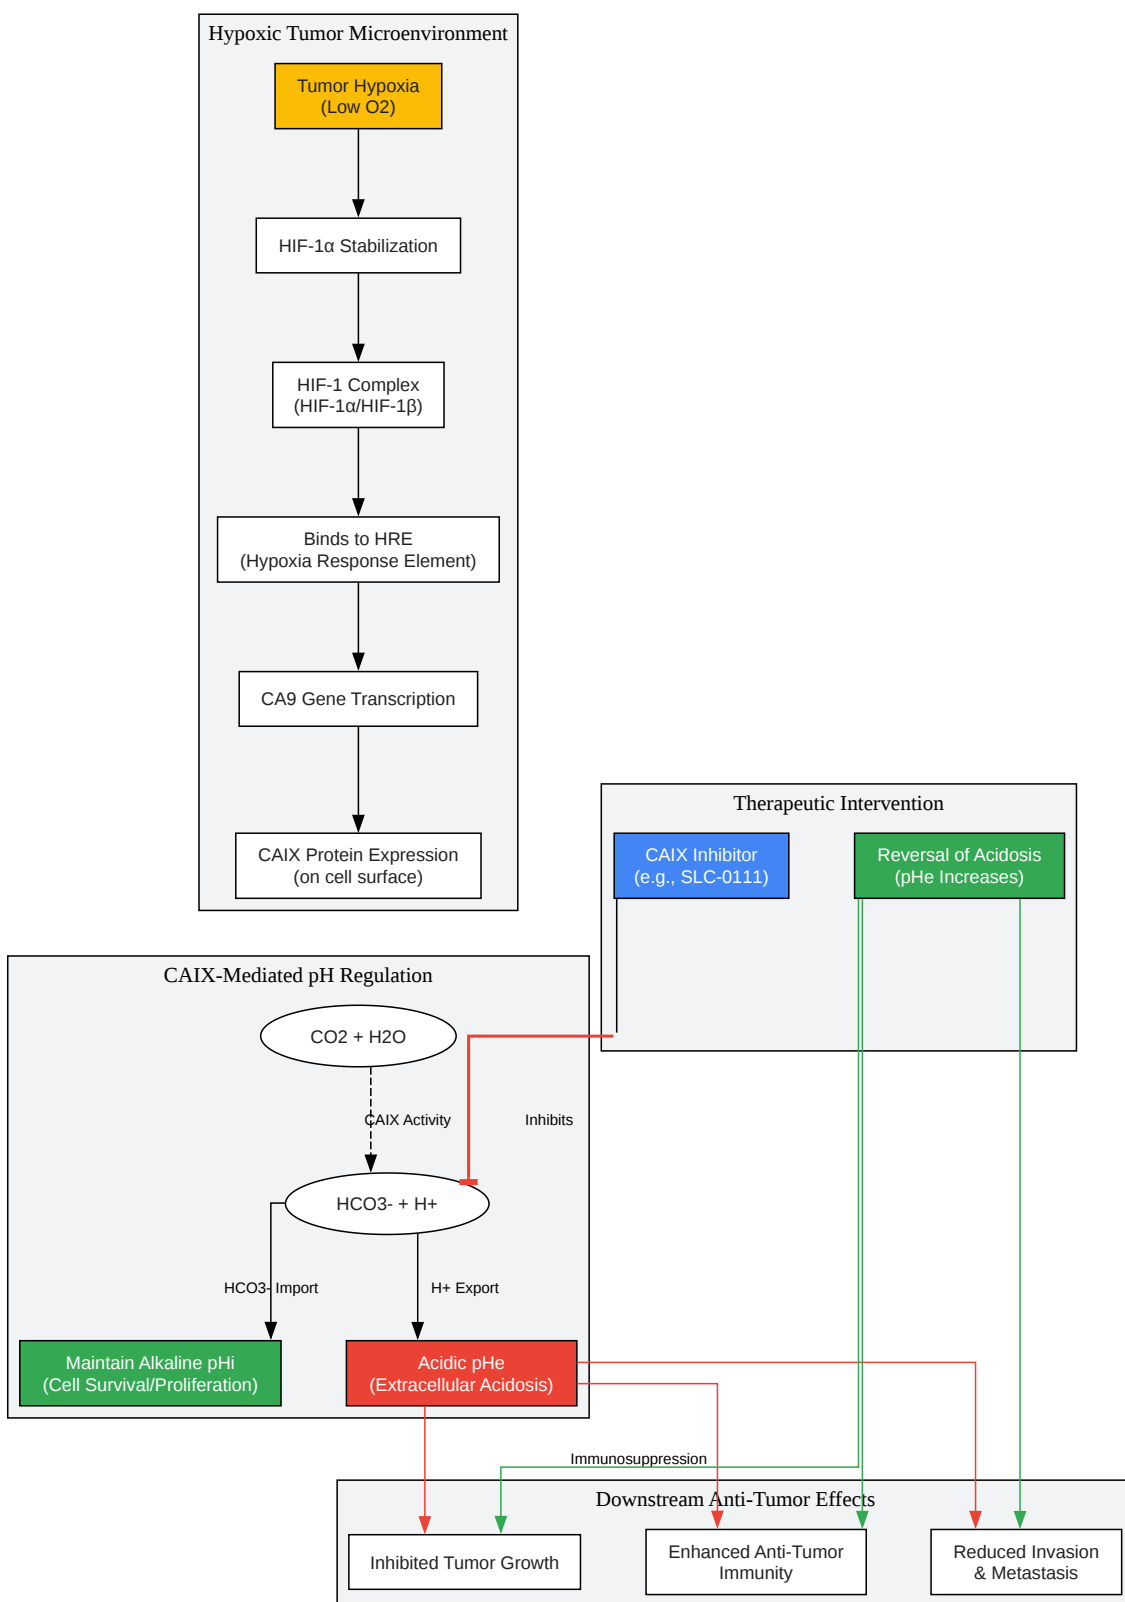 Hypoxic Tumor Microenvironment
Tumor Hypoxia
(Low O2)
HIF-1α Stabilization
HIF-1 Complex
(HIF-1α/HIF-1β)
Binds to HRE
(Hypoxia Response Element)
CA9 Gene Transcription
CAIX Protein Expression
(on cell surface)
Therapeutic Intervention
CAIX Inhibitor
(e.g., SLC-0111)
Reversal of Acidosis
(pHe Increases)
CAIX-Mediated pH Regulation
CO2 + H2O
CAIX Activity
Inhibits
HCO3- + H+
HCO3- Import
H+ Export
Maintain Alkaline pHi
(Cell Survival/Proliferation)
Acidic pHe
(Extracellular Acidosis)
Immunosuppression
Downstream Anti-Tumor Effects
Inhibited Tumor Growth
Enhanced Anti-Tumor
Immunity
Reduced Invasion
& Metastasis